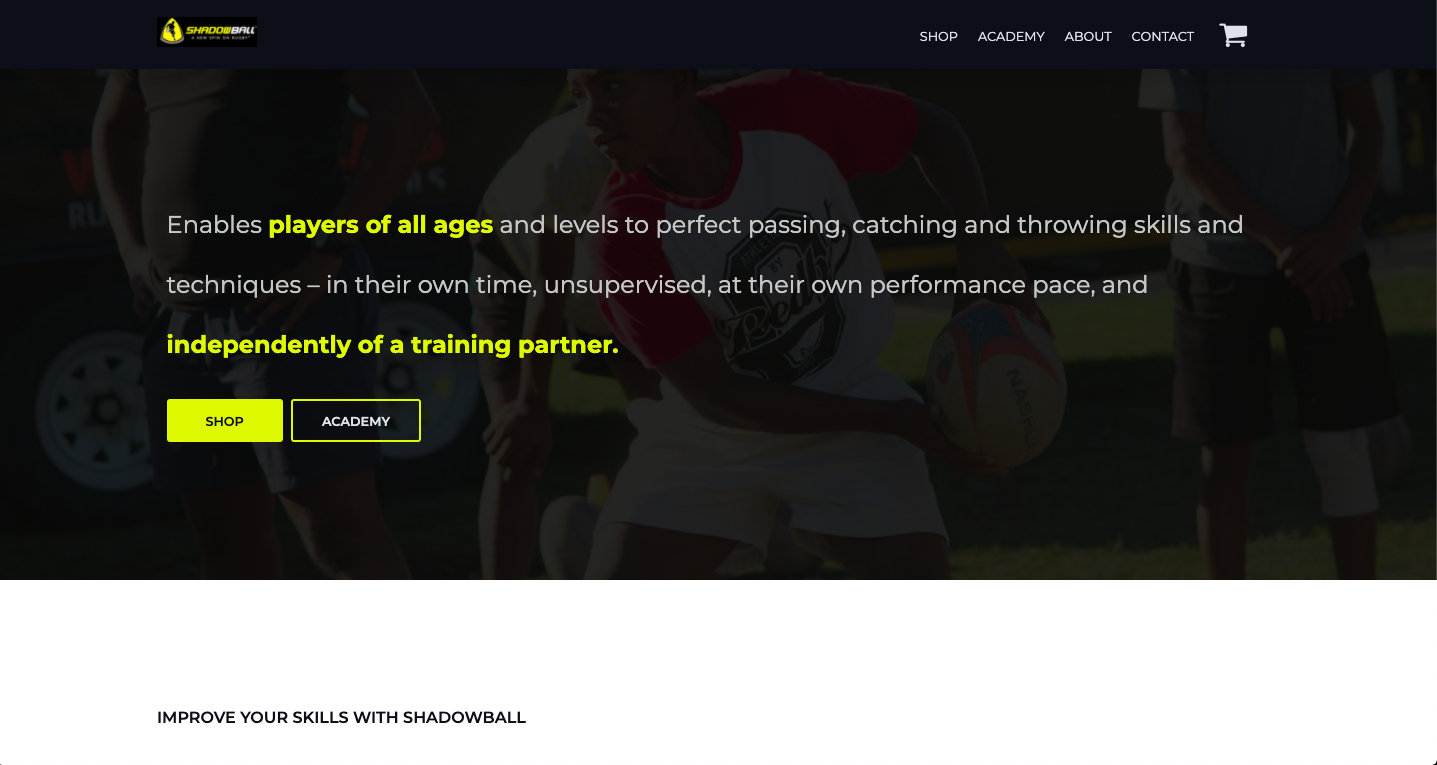 SHADOWBALL
A NEW SPIN ON RUGBY
SHOP
ACADEMY
ABOUT
CONTACT
Enables players of all ages and levels to perfect passing, catching and throwing skills and
techniques – in their own time, unsupervised, at their own performance pace, and
independently of a training partner.
SHOP
ACADEMY
BY
NASKUR
IMPROVE YOUR SKILLS WITH SHADOWBALL